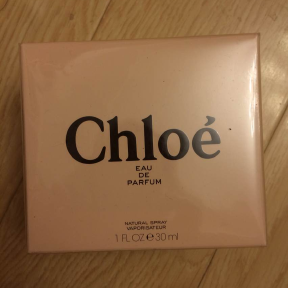 Chloé
EAU
DE
PARFUM
NATURAL SPRAY
VAPORISATEUR
1 FL OZ ℮ 30 ml